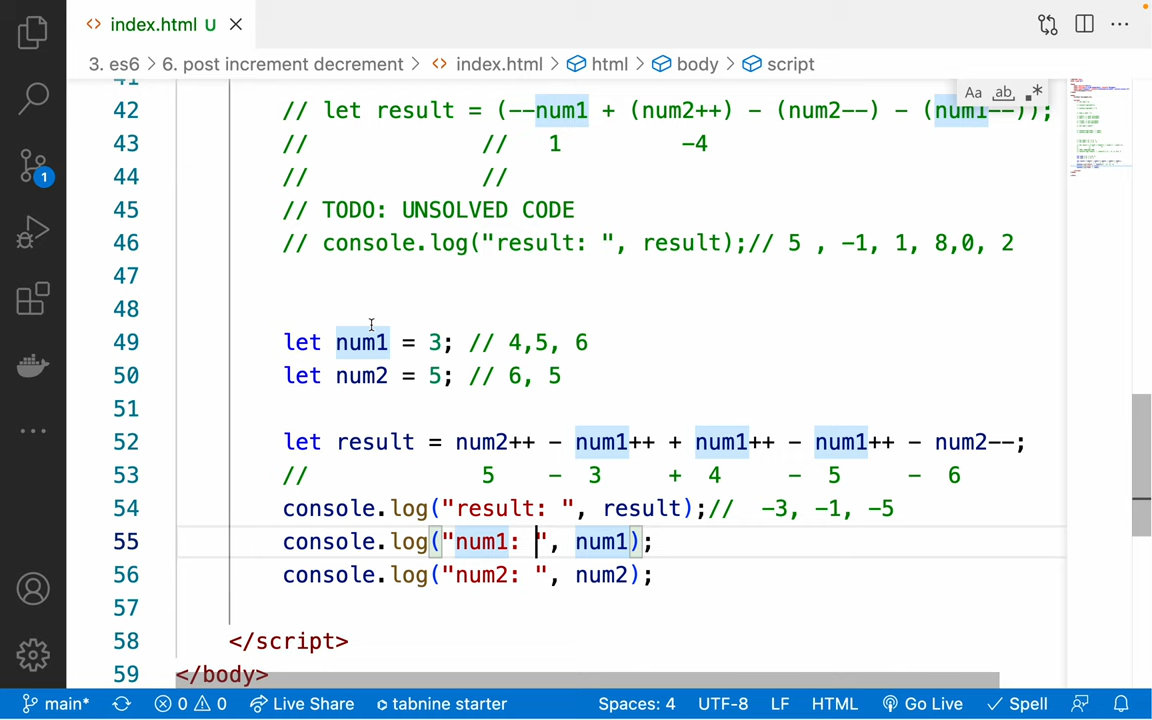 index.html U
3. es6 > 6. post increment decrement > index.html > html > body > script
Aa ab .*
41
42 // let result = (--num1 + (num2++) - (num2--) - (num1--));
43 // // 1 -4
44 // //
45 // TODO: UNSOLVED CODE
46 // console.log("result: ", result);// 5 , -1, 1, 8,0, 2
47
48
49 let num1 = 3; // 4,5, 6
50 let num2 = 5; // 6, 5
51
52 let result = num2++ - num1++ + num1++ - num1++ - num2--;
53 // 5 - 3 + 4 - 5 - 6
54 console.log("result: ", result);// -3, -1, -5
55 console.log("num1: ", num1);
56 console.log("num2: ", num2);
57
58 </script>
59 </body>
1
main* 0 0 Live Share tabnine starter Spaces: 4 UTF-8 LF HTML Go Live Spell